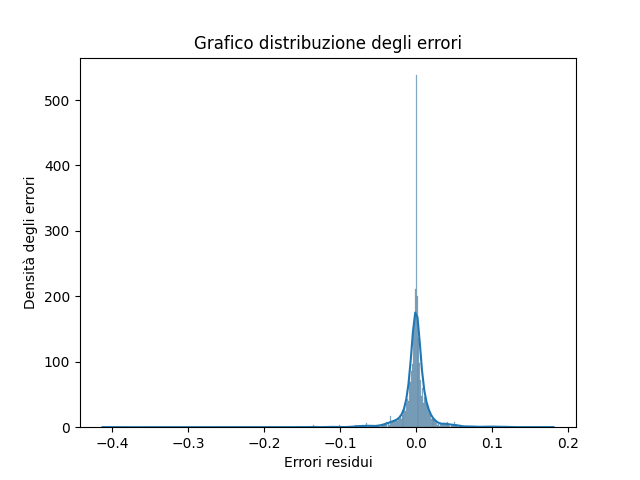 Grafico distribuzione degli errori
Densità degli errori
500
400
300
200
100
0
−0.4 −0.3 −0.2 −0.1 0.0 0.1 0.2
Errori residui